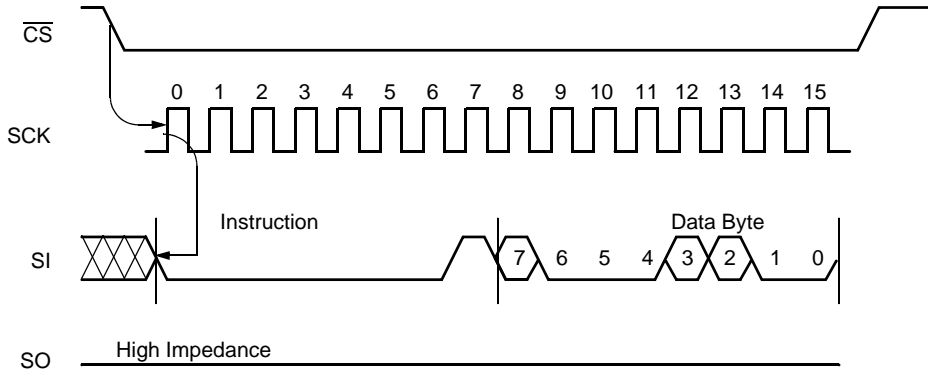 CS
0 1 2 3 4 5 6 7 8 9 10 11 12 13 14 15
SCK
Instruction Data Byte
SI 7 6 5 4 3 2 1 0
High Impedance
SO